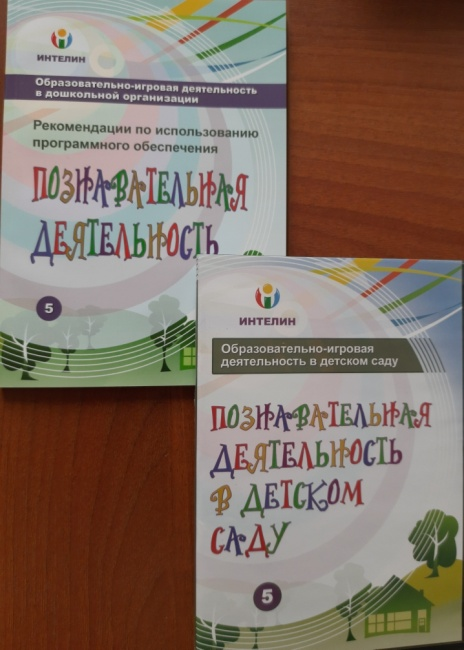 ИНТЕЛИН
Образовательно-игровая деятельность
в дошкольной организации
Рекомендации по использованию
программного обеспечения
ПОЗНАВАТЕЛЬНАЯ
ДЕЯТЕЛЬНОСТЬ
5
ИНТЕЛИН
Образовательно-игровая
деятельность в детском саду
ПОЗНАВАТЕЛЬНАЯ
ДЕЯТЕЛЬНОСТЬ
В ДЕТСКОМ
САДУ
5